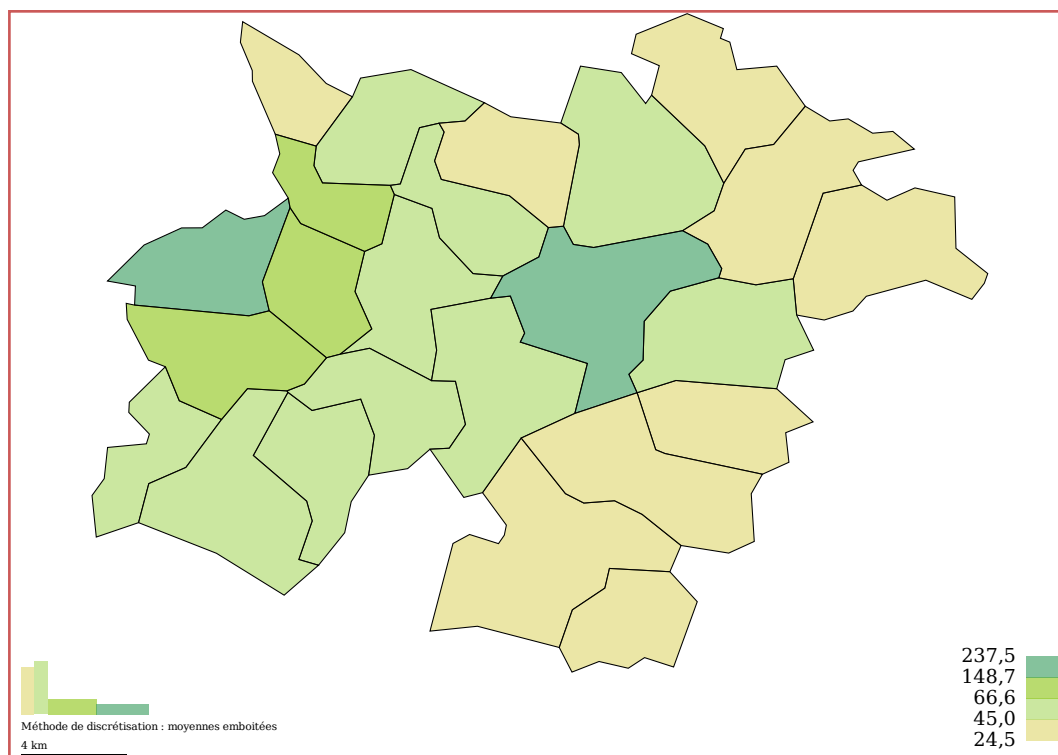 237,5
148,7
66,6
45,0
24,5
Méthode de discrétisation : moyennes emboitées
4 km